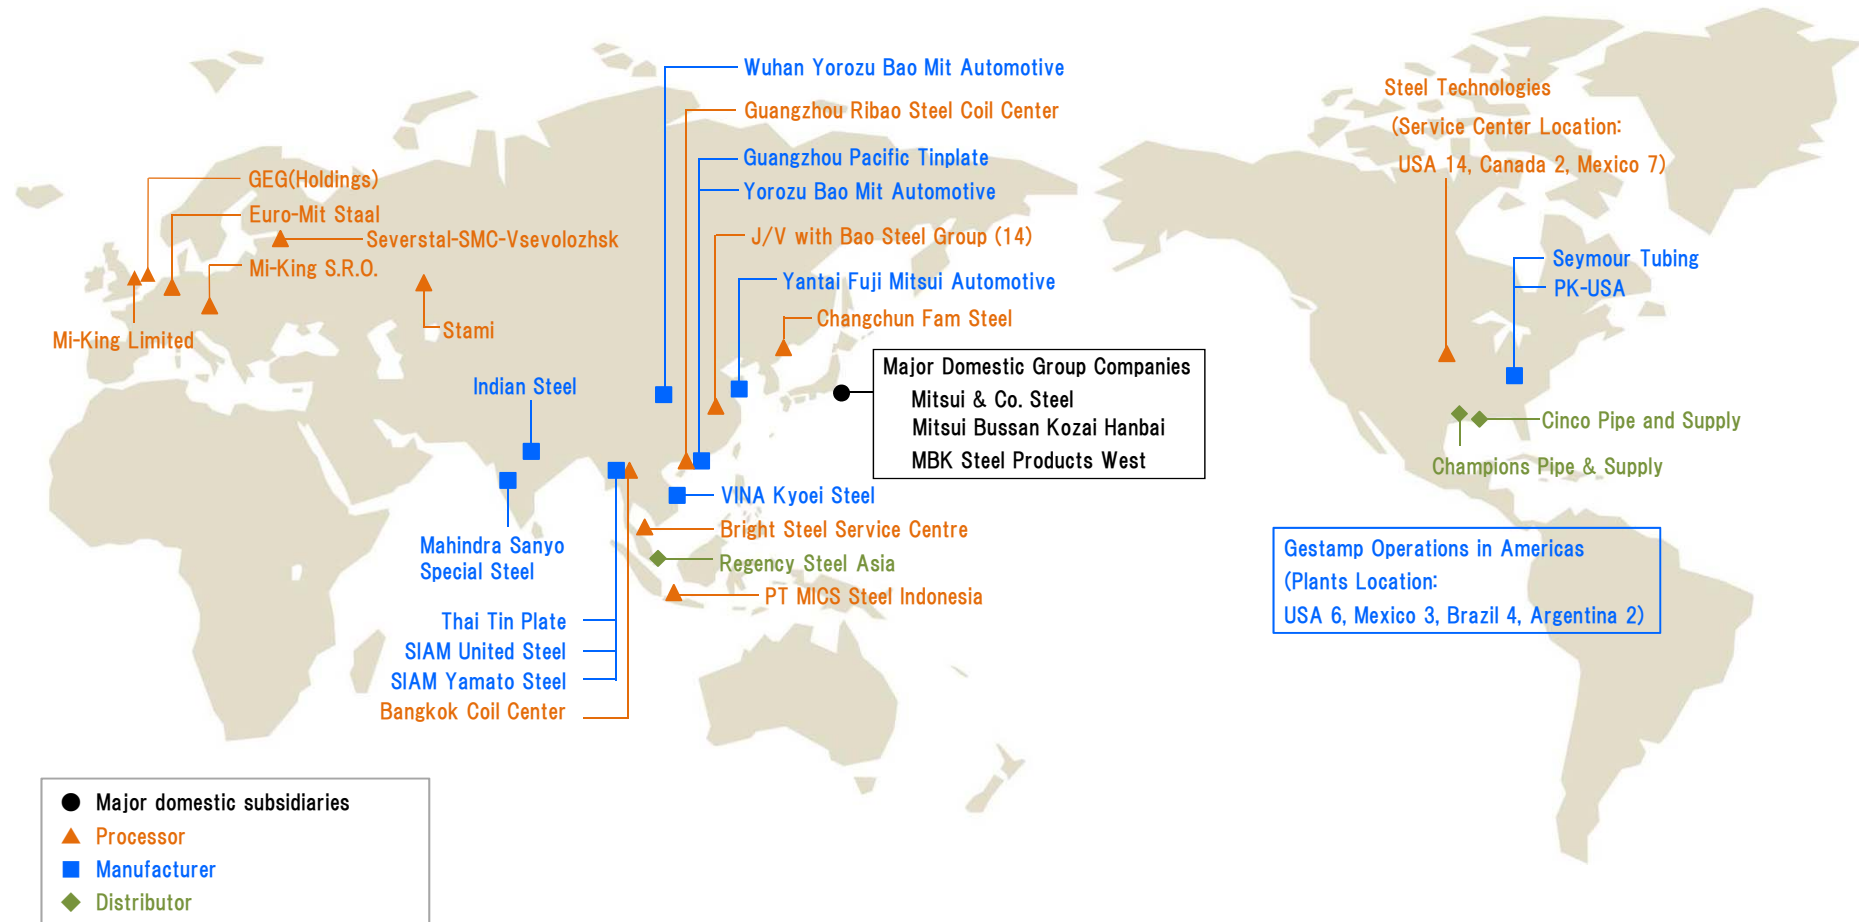 Wuhan Yorozu Bao Mit Automotive
Guangzhou Ribao Steel Coil Center
Guangzhou Pacific Tinplate
Yorozu Bao Mit Automotive
J/V with Bao Steel Group (14)
Yantai Fuji Mitsui Automotive
Changchun Fam Steel
GEG(Holdings)
Euro-Mit Staal
Severstal-SMC-Vsevolozhsk
Mi-King S.R.O.
Mi-King Limited
Stami
Indian Steel
Mahindra Sanyo
Special Steel
Thai Tin Plate
SIAM United Steel
SIAM Yamato Steel
Bangkok Coil Center
VINA Kyoei Steel
Bright Steel Service Centre
Regency Steel Asia
PT MICS Steel Indonesia
Major Domestic Group Companies
Mitsui & Co. Steel
Mitsui Bussan Kozai Hanbai
MBK Steel Products West
Steel Technologies
(Service Center Location:
USA 14, Canada 2, Mexico 7)
Seymour Tubing
PK-USA
Cinco Pipe and Supply
Champions Pipe & Supply
Gestamp Operations in Americas
(Plants Location:
USA 6, Mexico 3, Brazil 4, Argentina 2)
Major domestic subsidiaries
Processor
Manufacturer
Distributor